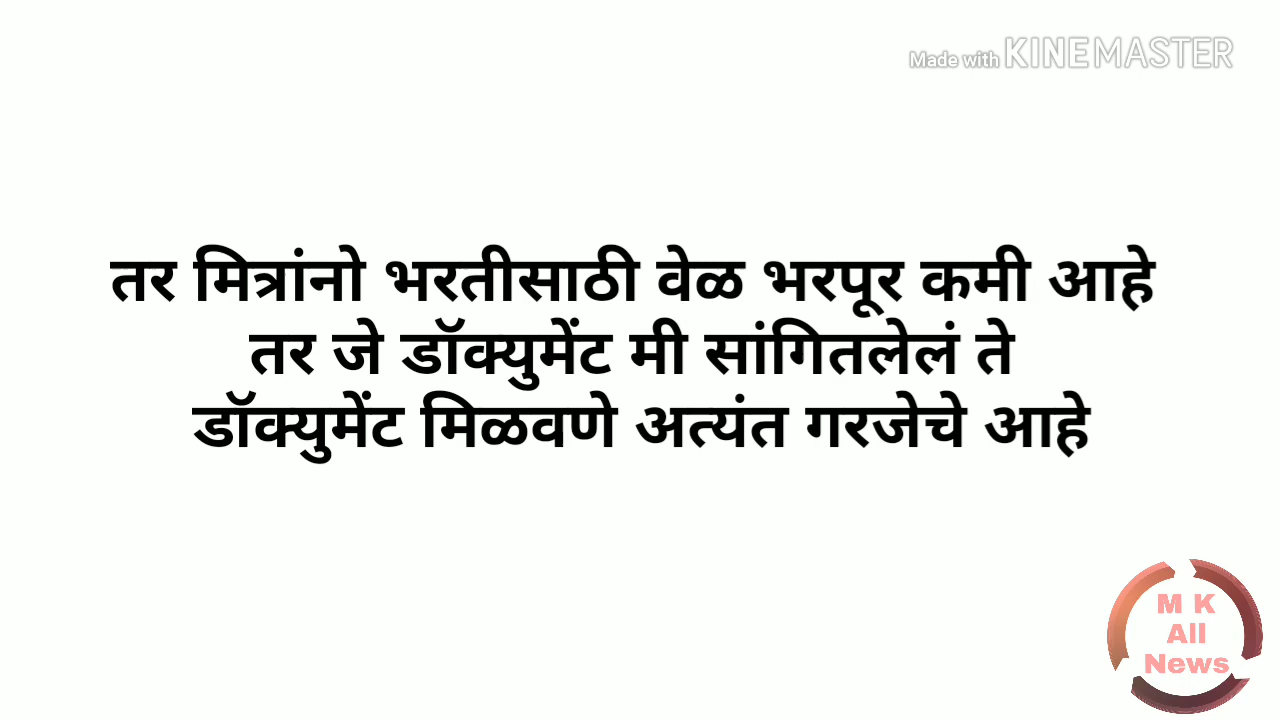 Made with KINEMASTER
तर मित्रांनो भरतीसाठी वेळ भरपूर कमी आहे
तर जे डॉक्युमेंट मी सांगितलेलं ते
डॉक्युमेंट मिळवणे अत्यंत गरजेचे आहे
M K
All
News